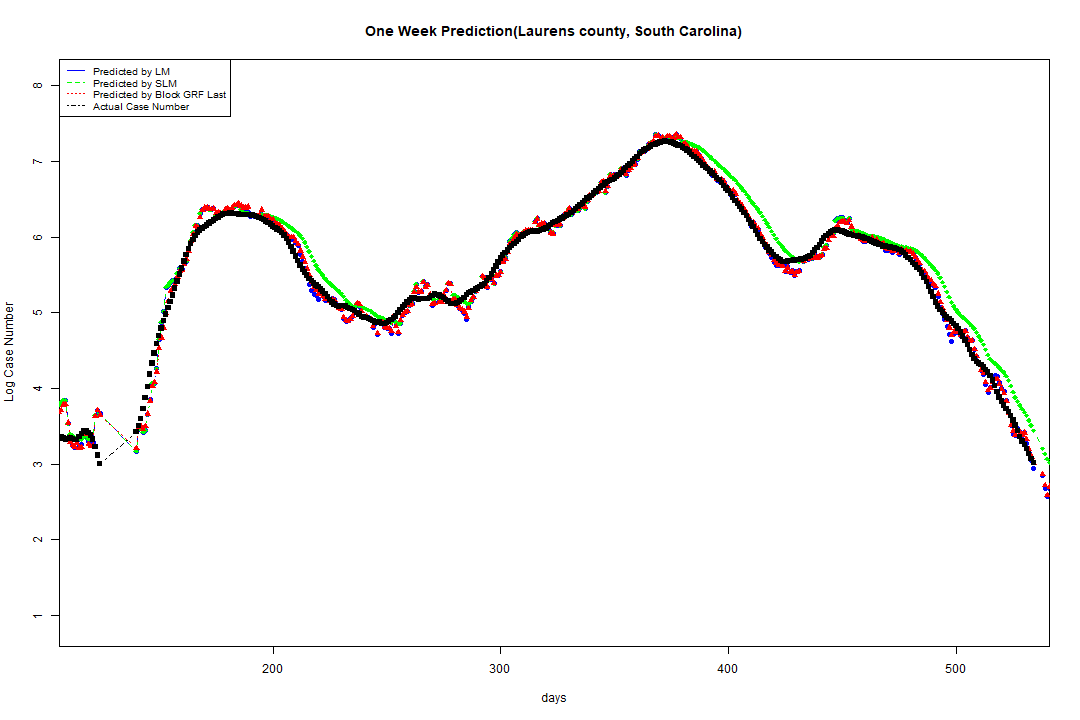 One Week Prediction(Laurens county, South Carolina)
Predicted by LM
Predicted by SLM
Predicted by Block GRF Last
Actual Case Number
8
7
6
5
4
3
2
1
Log Case Number
200 300 400 500
days